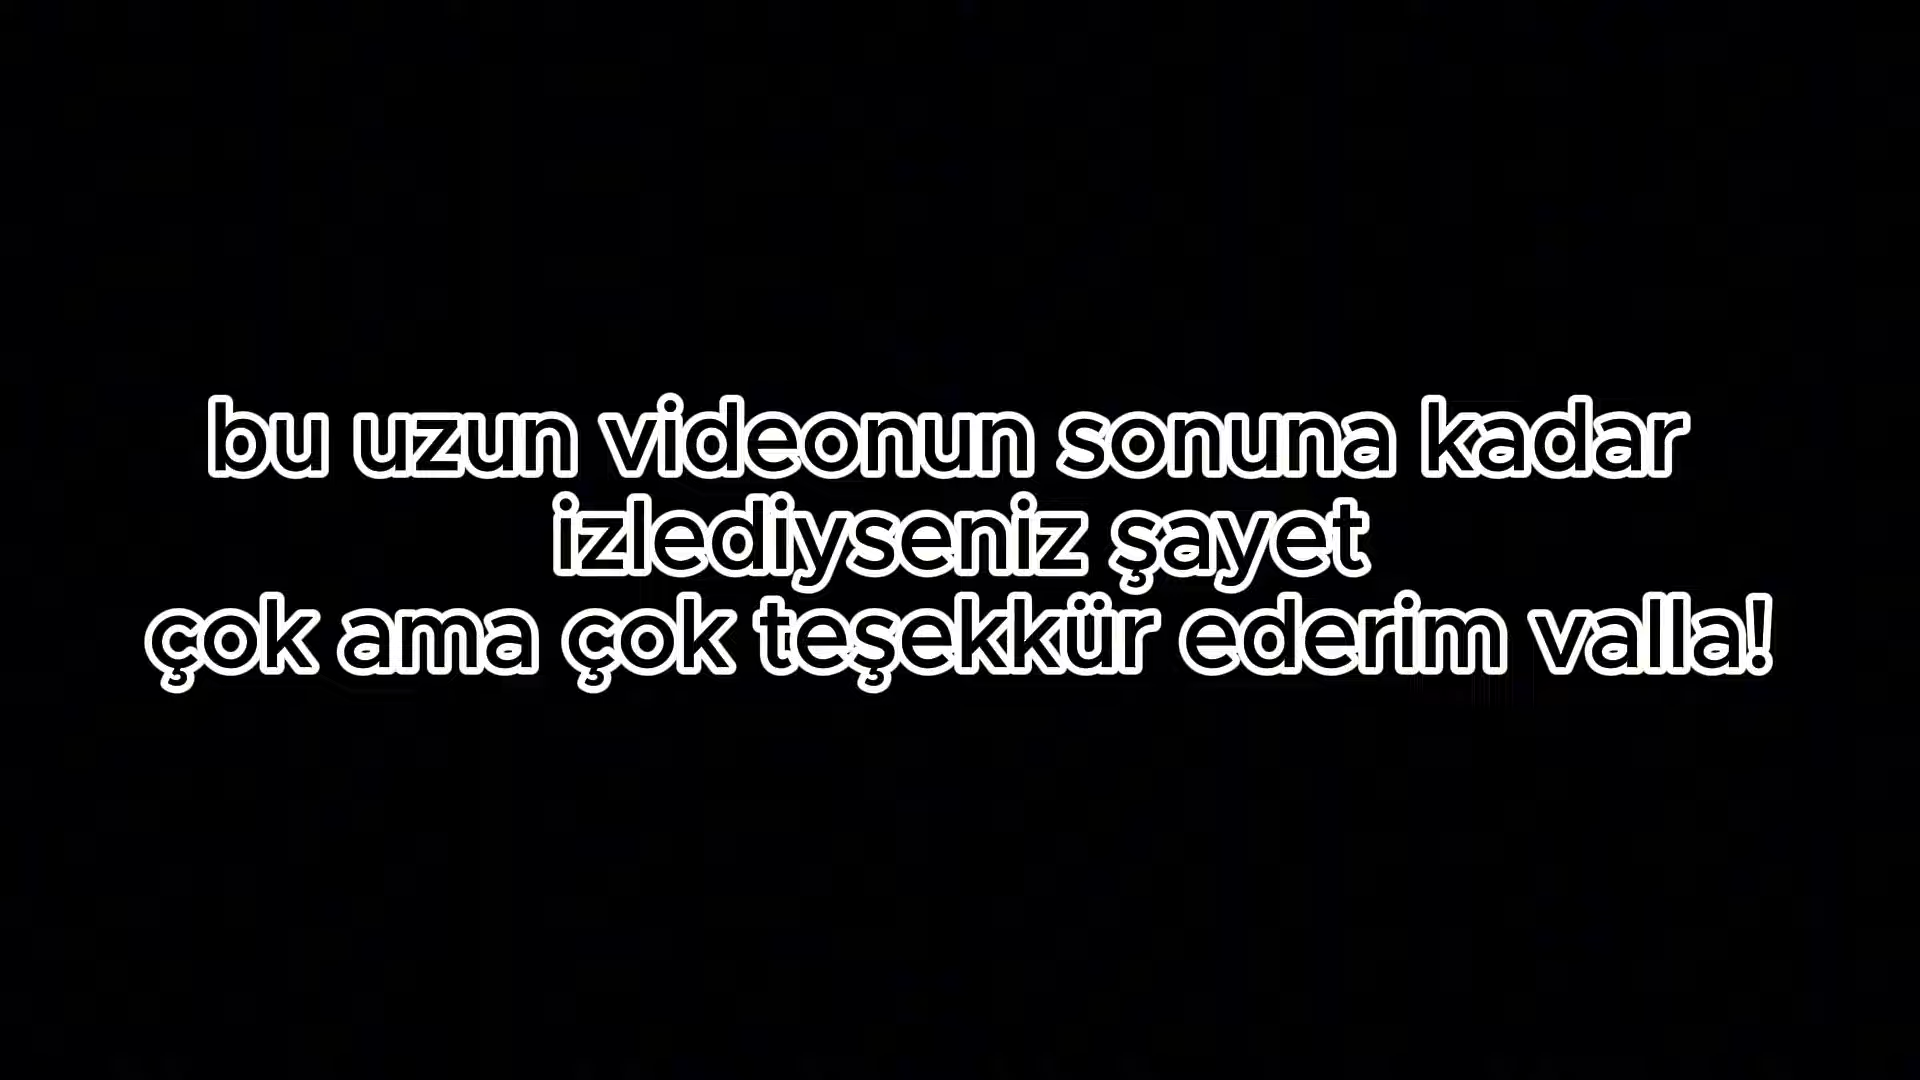 bu uzun videonun sonuna kadar
izlediyseniz şayet
çok ama çok teşekkür ederim valla!